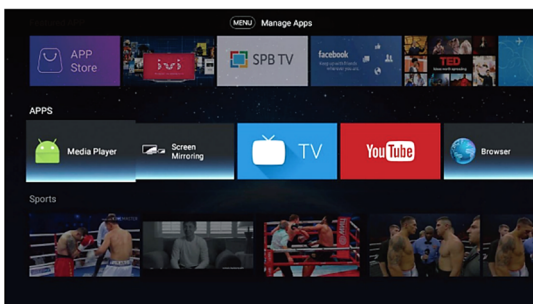 MENU Manage Apps
APP
Store
SPB TV
facebook
TED
APPS
Media Player
Screen
Mirroring
TV
YouTube
Browser
Sports